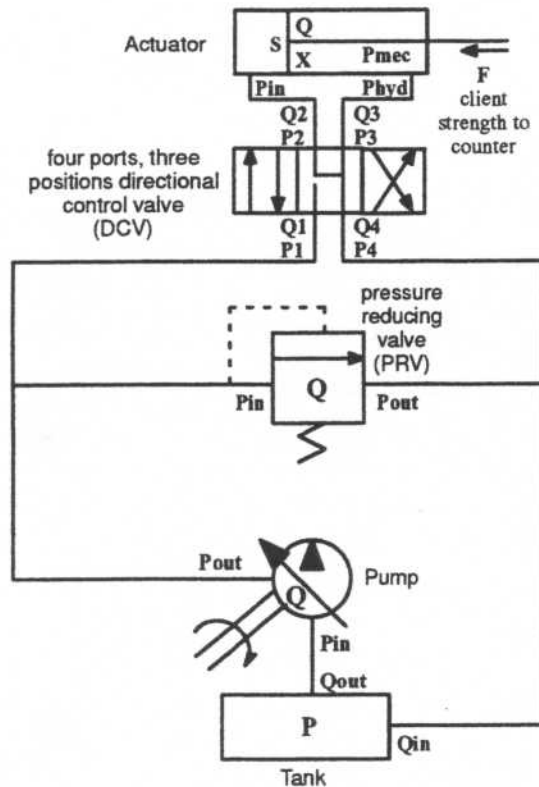 Actuator
S
Q
X
Pmec
Pin
Phyd
F
client
strength to
counter
Q2
Q3
P2
P3
four ports, three
positions directional
control valve
(DCV)
Q1
Q4
P1
P4
pressure
reducing
valve
(PRV)
Pin
Q
Pout
Pout
Q
Pump
Pin
Qout
P
Qin
Tank